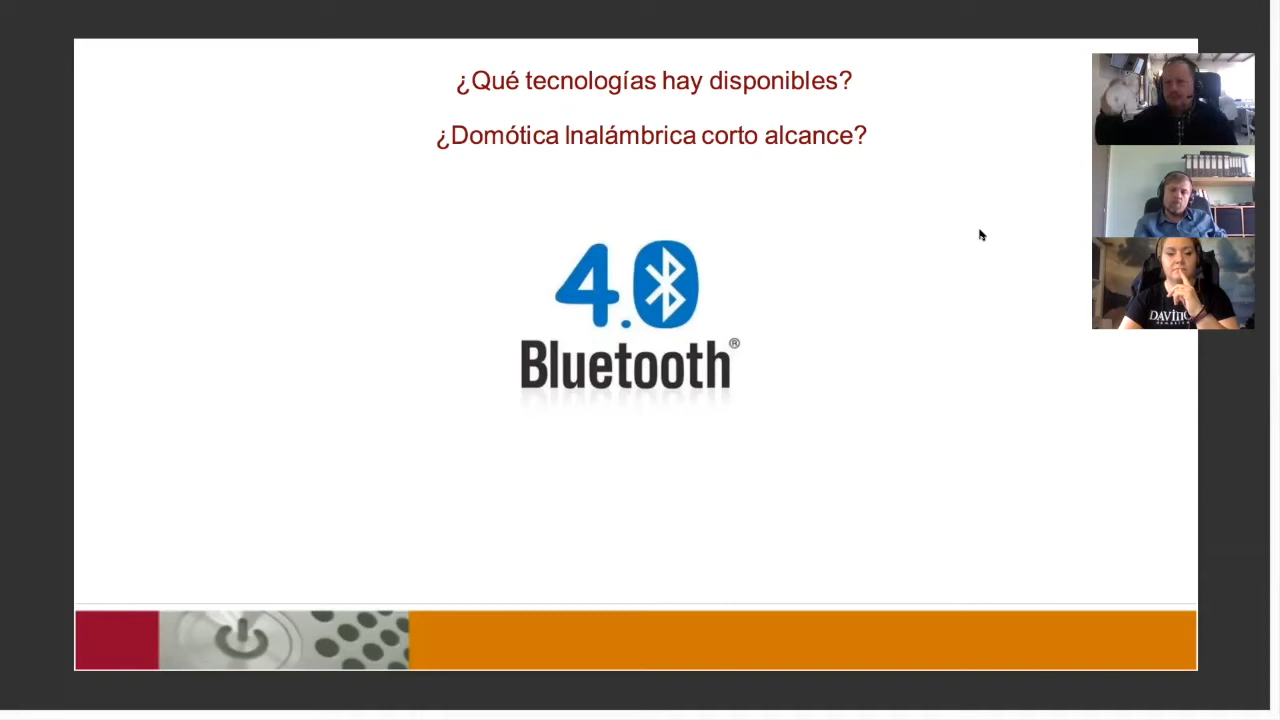 ¿Qué tecnologías hay disponibles?
¿Domótica Inalámbrica corto alcance?
4.0
Bluetooth®